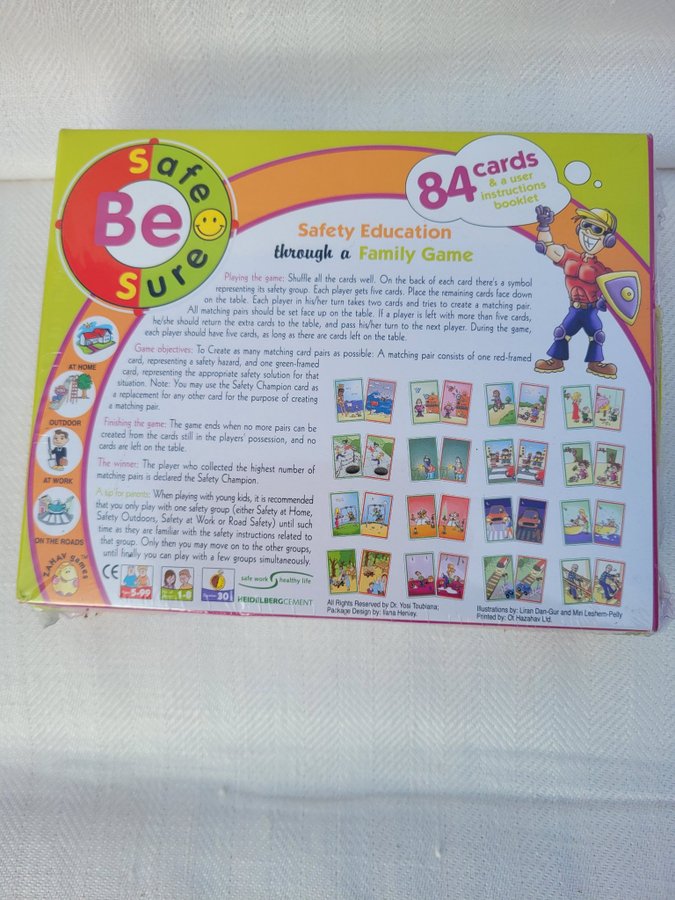 Safe
Be
Sure
84 cards
& a user
instructions
booklet
Safety Education
through a Family Game
Playing the game: Shuffle all the cards well. On the back of each card there's a symbol
representing its safety group. Each player gets five cards. Place the remaining cards face down
on the table. Each player in his/her turn takes two cards and tries to create a matching pair.
All matching pairs should be set face up on the table. If a player is left with more than five cards,
he/she should return the extra cards to the table, and pass his/her turn to the next player. During the game,
each player should have five cards, as long as there are cards left on the table.
Game objectives: To Create as many matching card pairs as possible: A matching pair consists of one red-framed
card, representing a safety hazard, and one green-framed
card, representing the appropriate safety solution for that
situation. Note: You may use the Safety Champion card as
a replacement for any other card for the purpose of creating
a matching pair.
Finishing the game: The game ends when no more pairs can be
created from the cards still in the players' possession, and no
cards are left on the table.
The winner: The player who collected the highest number of
matching pairs is declared the Safety Champion.
A tip for parents: When playing with young kids, it is recommended
that you only play with one safety group (either Safety at Home,
Safety Outdoors, Safety at Work or Road Safety) until such
time as they are familiar with the safety instructions related to
that group. Only then you may move on to the other groups,
until finally you can play with a few groups simultaneously.
AT HOME
OUTDOOR
AT WORK
ON THE ROADS
ZAMAY games
CE
5-99
1-8
30
safe work healthy life
HEIDELBERGCEMENT
All Rights Reserved by Dr. Yosi Toubiana;
Package Design by: Ilana Henley.
Illustrations by: Liran Dan-Gur and Miri Leshem-Pelly
Printed by: Ot Hazahav Ltd.